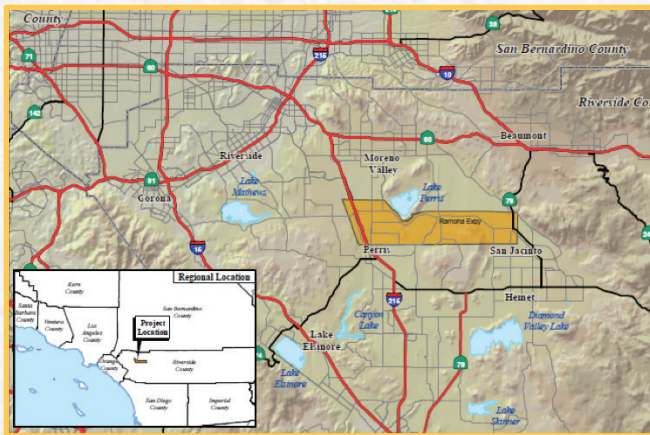 County
38
71
60
215
10
San Bernardino County
Riverside Co
142
Beaumont
60
Riverside
Moreno
Valley
91
Lake
Mathews
Lake
Perris
79
Corona
Ramona Expy
15
Perris
San Jacinto
Regional Location
Kern
County
215
Hemet
Santa
Barbara
County
Ventura
County
Los
Angeles
County
San Bernardino
County
Project
Location
Canyon
Lake
Diamond
Valley Lake
Lake
Elsinore
Orange
County
Riverside
County
74
Lake
Elsinore
San Diego
County
Imperial
County
Lake
Skinner